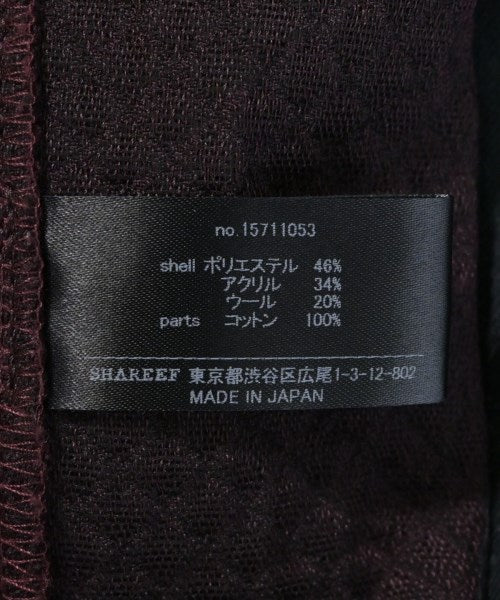 no.15711053
shell ポリエステル 46%
アクリル 34%
ウール 20%
parts コットン 100%
SHAREEF 東京都渋谷区広尾1-3-12-802
MADE IN JAPAN